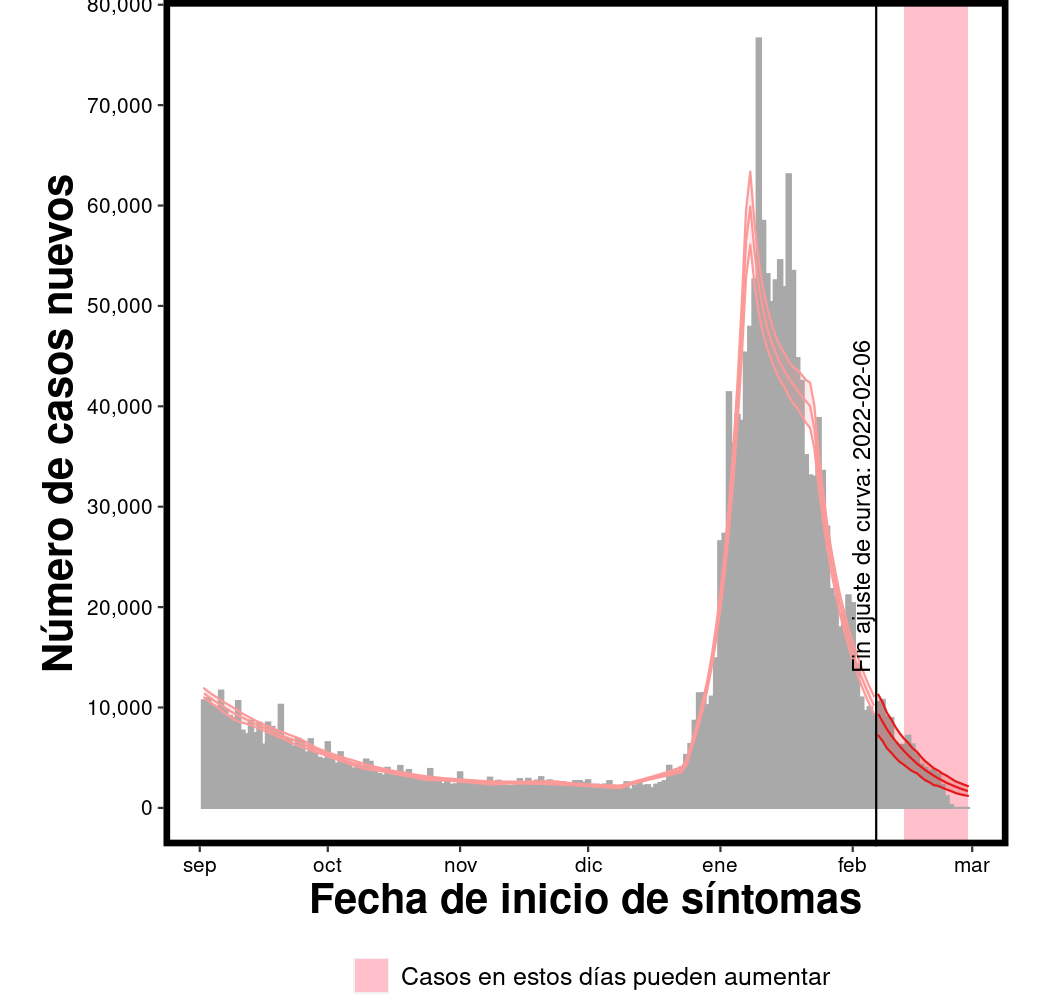 80,000
70,000
60,000
50,000
40,000
30,000
20,000
10,000
0
Número de casos nuevos
Fin ajuste de curva: 2022-02-06
sep oct nov dic ene feb mar
Fecha de inicio de síntomas
Casos en estos días pueden aumentar